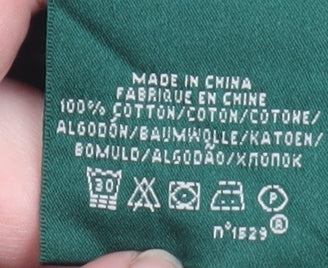 MADE IN CHINA
FABRIQUE EN CHINE
100% COTTON/COTON/COTONE/
ALGODÓN/BAUMWOLLE/KATOEN/
BOMULD/ALGODÃO/ХЛОПОК
30 P
n°1529 ®